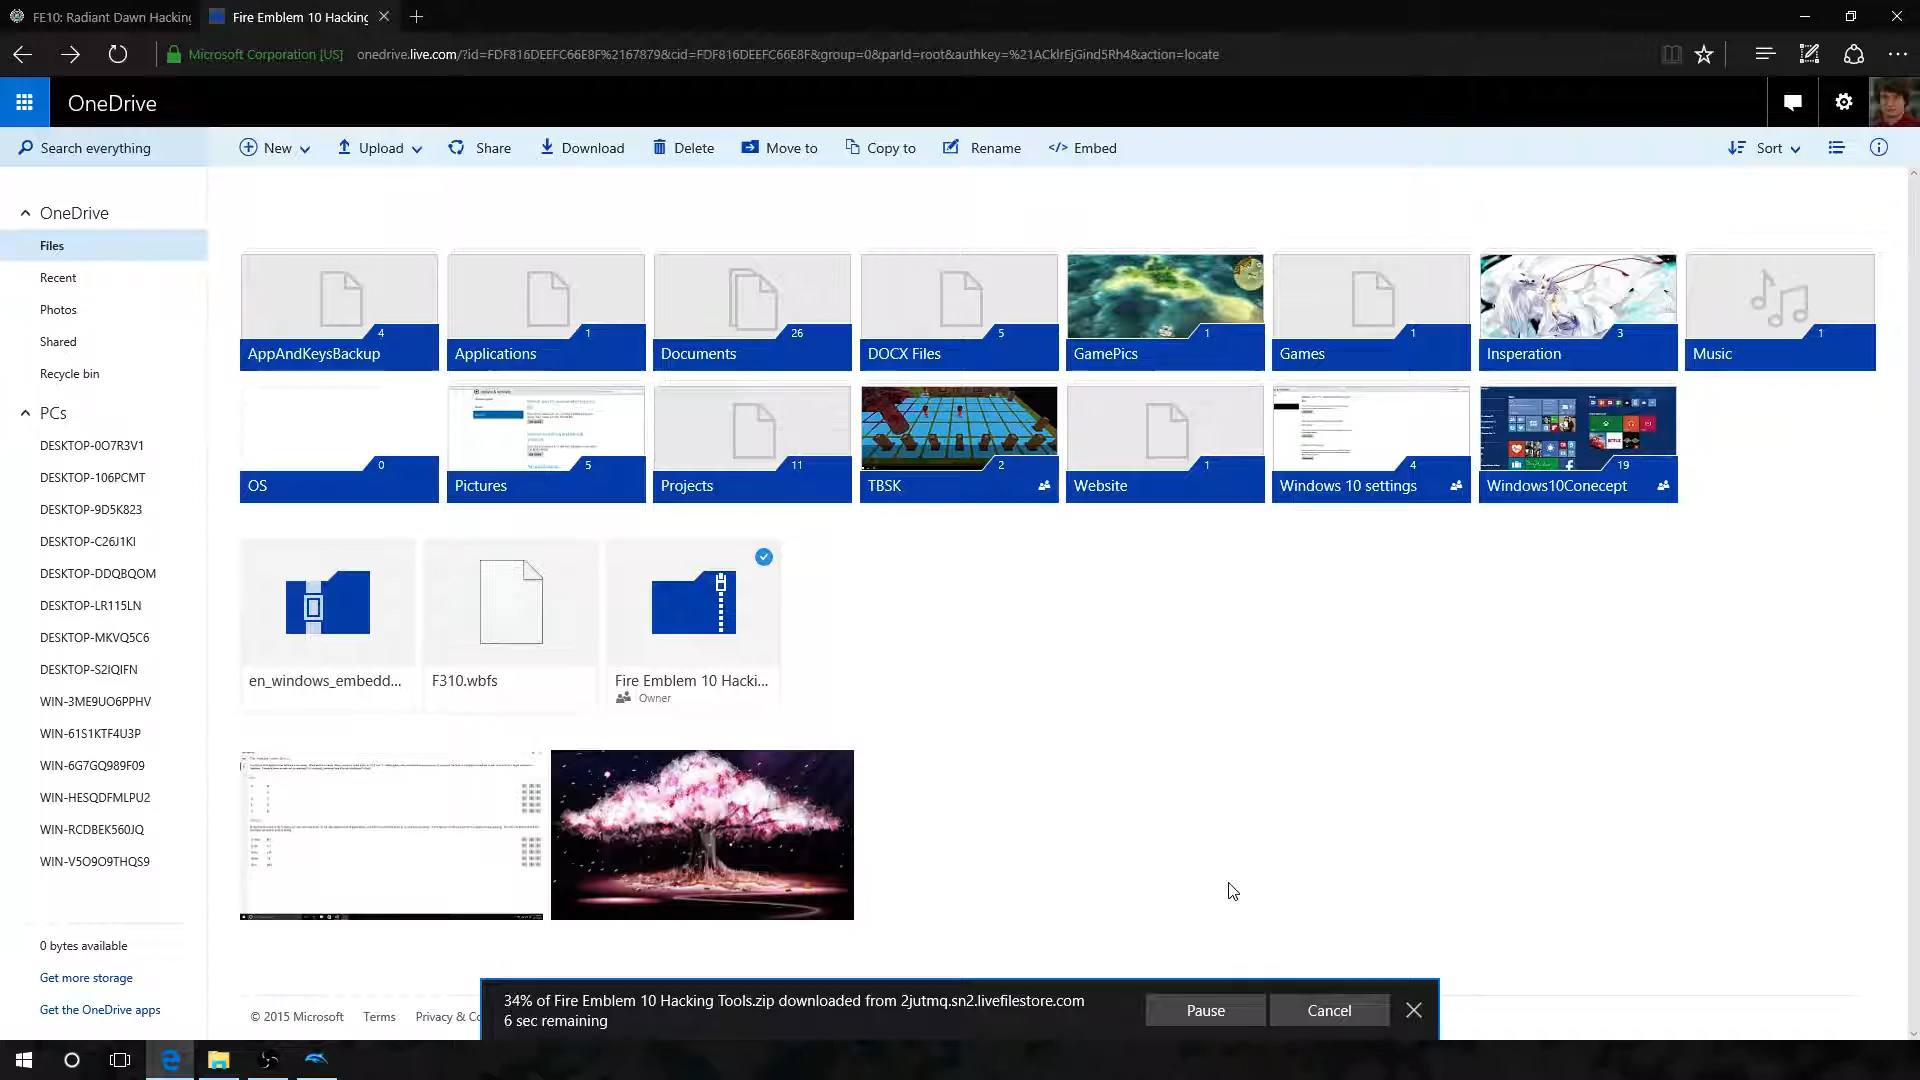 FE10: Radiant Dawn Hacking
Fire Emblem 10 Hacking
Microsoft Corporation [US]
onedrive.live.com/?id=FDF816DEEFC66E8F%2167879&cid=FDF816DEEFC66E8F&group=0&parId=root&authkey=%21ACklrEjGind5Rh4&action=locate
OneDrive
Search everything
New
Upload
Share
Download
Delete
Move to
Copy to
Rename
</> Embed
Sort
OneDrive
Files
Recent
Photos
Shared
Recycle bin
PCs
DESKTOP-0O7R3V1
DESKTOP-106PCMT
DESKTOP-9D5K823
DESKTOP-C26J1KI
DESKTOP-DDQBQOM
DESKTOP-LR115LN
DESKTOP-MKVQ5C6
DESKTOP-S2IQIFN
WIN-3ME9UO6PPHV
WIN-61S1KTF4U3P
WIN-6G7GQ989F09
WIN-HESQDFMLPU2
WIN-RCDBEK560JQ
WIN-V5O9O9THQS9
0 bytes available
Get more storage
Get the OneDrive apps
4
AppAndKeysBackup
1
Applications
26
Documents
5
DOCX Files
1
GamePics
1
Games
3
Insperation
1
Music
0
OS
5
Pictures
11
Projects
2
TBSK
1
Website
4
Windows 10 settings
19
Windows10Conecept
en_windows_embedd...
F310.wbfs
Fire Emblem 10 Hacki...
Owner
© 2015 Microsoft
Terms
Privacy & Co
34% of Fire Emblem 10 Hacking Tools.zip downloaded from 2jutmq.sn2.livefilestore.com
6 sec remaining
Pause
Cancel